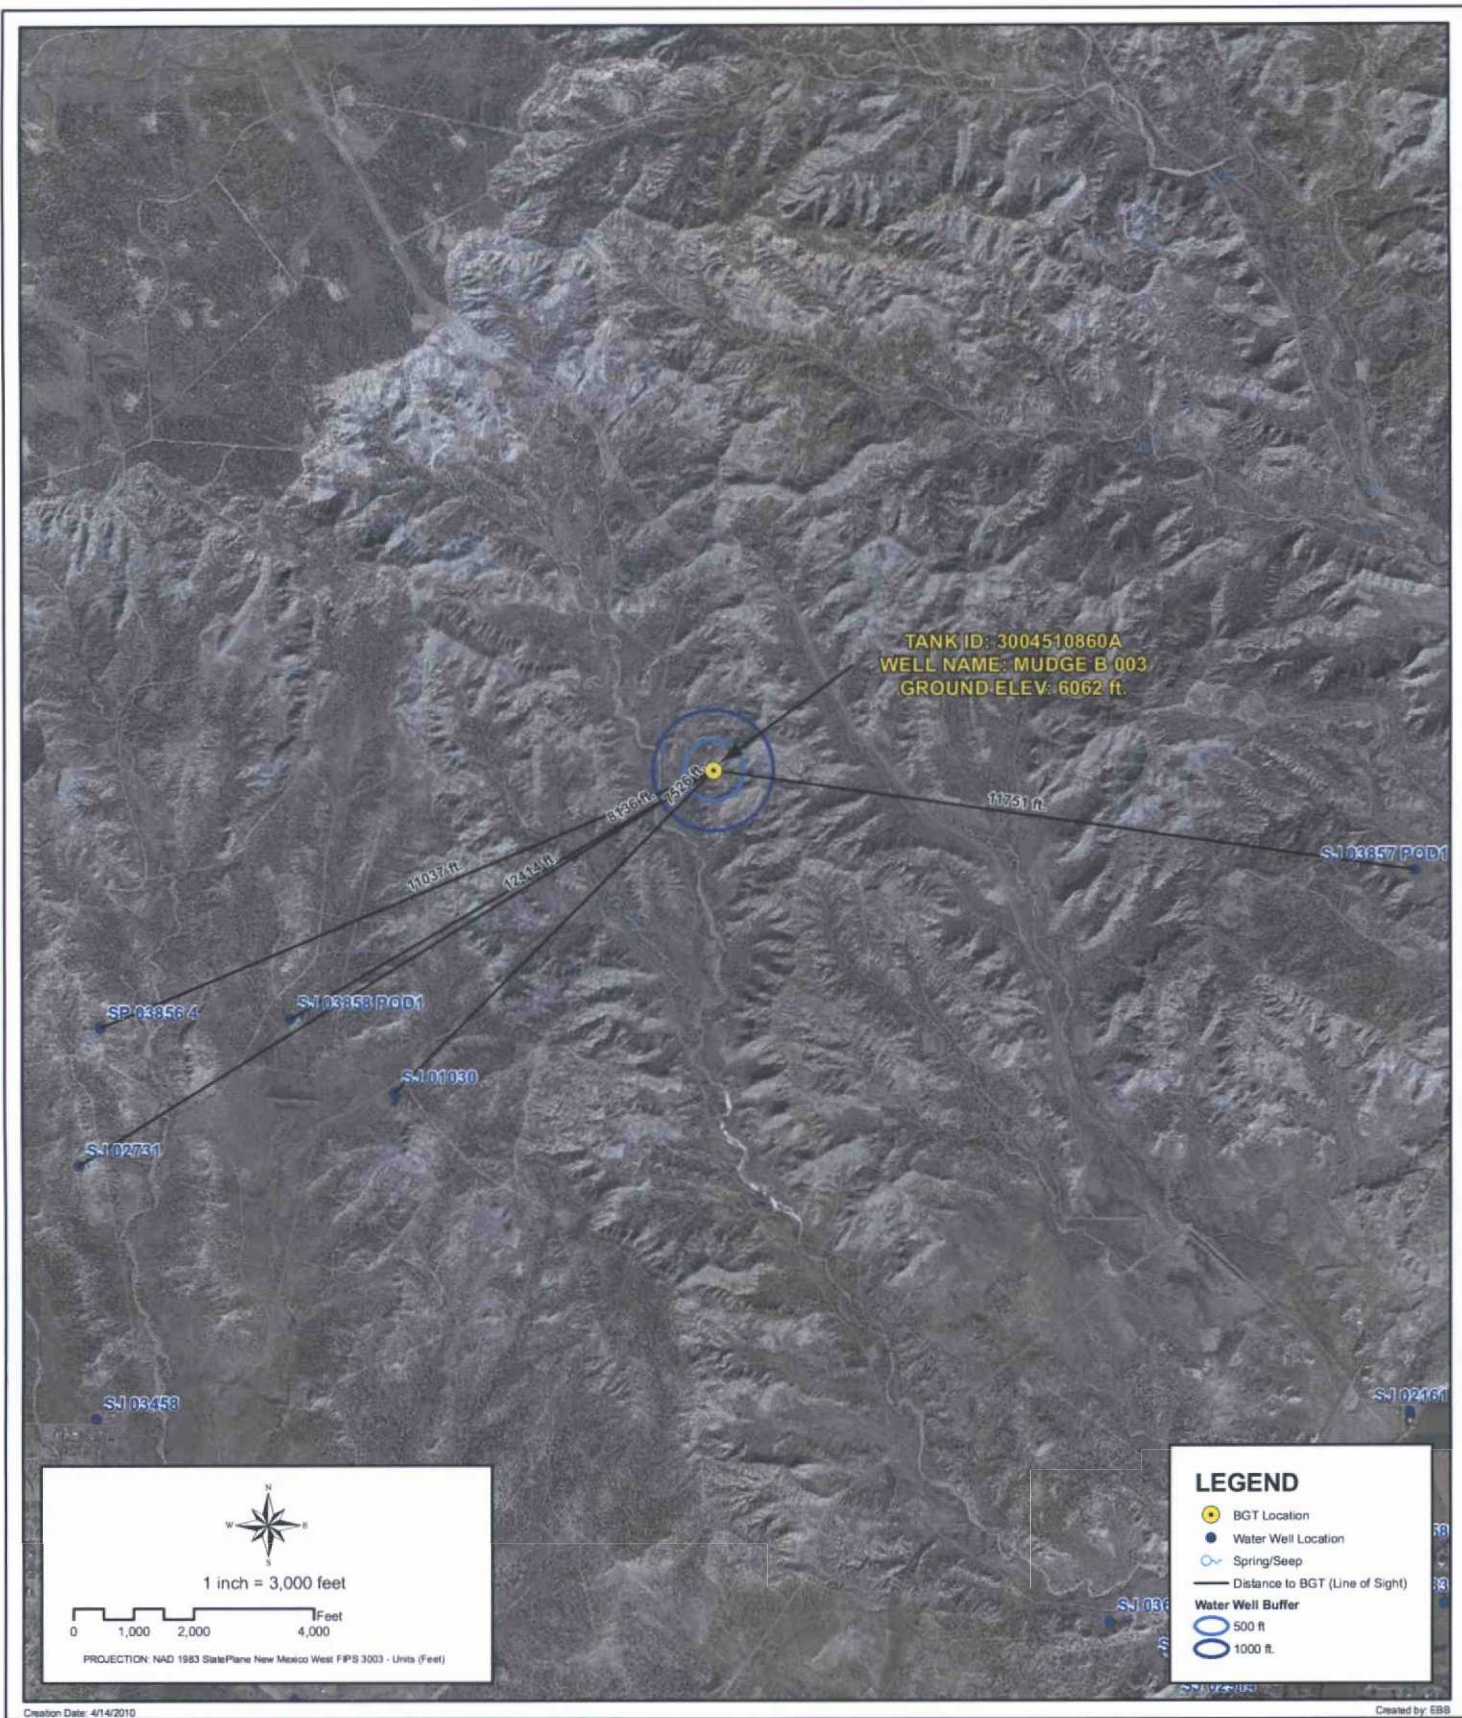 TANK ID: 3004510860A
WELL NAME: MUDGE B 003
GROUND ELEV: 6062 ft.
7526 ft.
8136 ft.
11751 ft.
SJ 03857 POD1
11037 ft.
12414 ft.
SP 03856 4
SJ 03858 POD1
SJ 01030
SJ 02731
SJ 03458
SJ 02161
N
W
E
S
1 inch = 3,000 feet
Feet
0 1,000 2,000 4,000
PROJECTION: NAD 1983 StatePlane New Mexico West FIPS 3003 - Units (Feet)
LEGEND
BGT Location
Water Well Location
Spring/Seep
Distance to BGT (Line of Sight)
Water Well Buffer
500 ft
1000 ft.
SJ 036
Creation Date: 4/14/2010
Created by: EBB